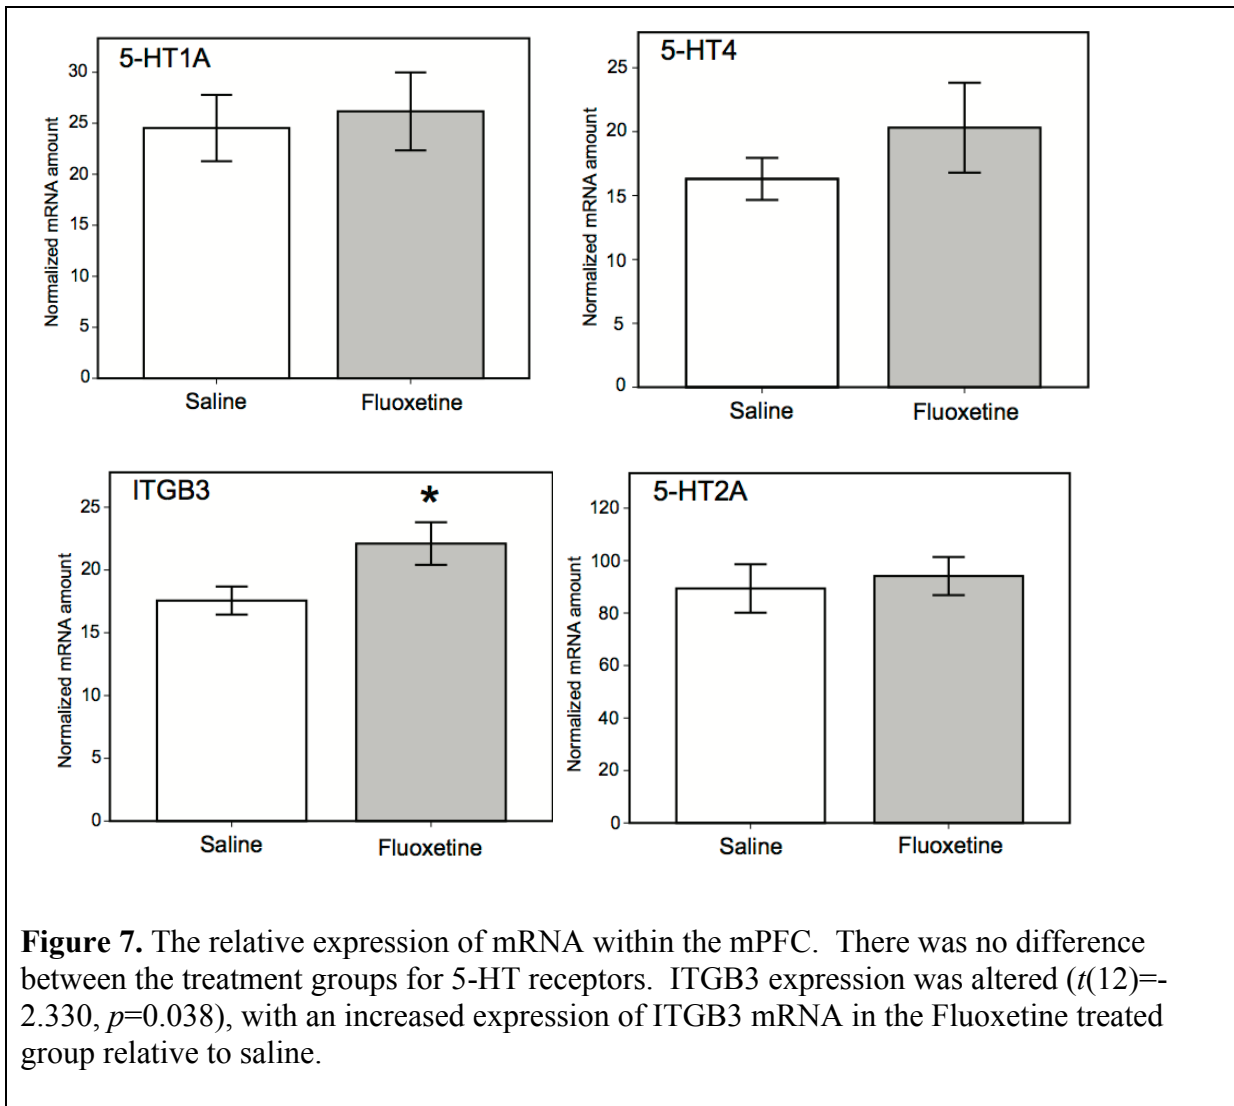 5-HT1A
Normalized mRNA amount
30
25
20
15
10
5
0
Saline
Fluoxetine
5-HT4
Normalized mRNA amount
25
20
15
10
5
0
Saline
Fluoxetine
ITGB3
*
Normalized mRNA amount
25
20
15
10
5
0
Saline
Fluoxetine
5-HT2A
Normalized mRNA amount
120
100
80
60
40
20
0
Saline
Fluoxetine
Figure 7. The relative expression of mRNA within the mPFC.  There was no difference
between the treatment groups for 5-HT receptors.  ITGB3 expression was altered (t(12)=-
2.330, p=0.038), with an increased expression of ITGB3 mRNA in the Fluoxetine treated
group relative to saline.